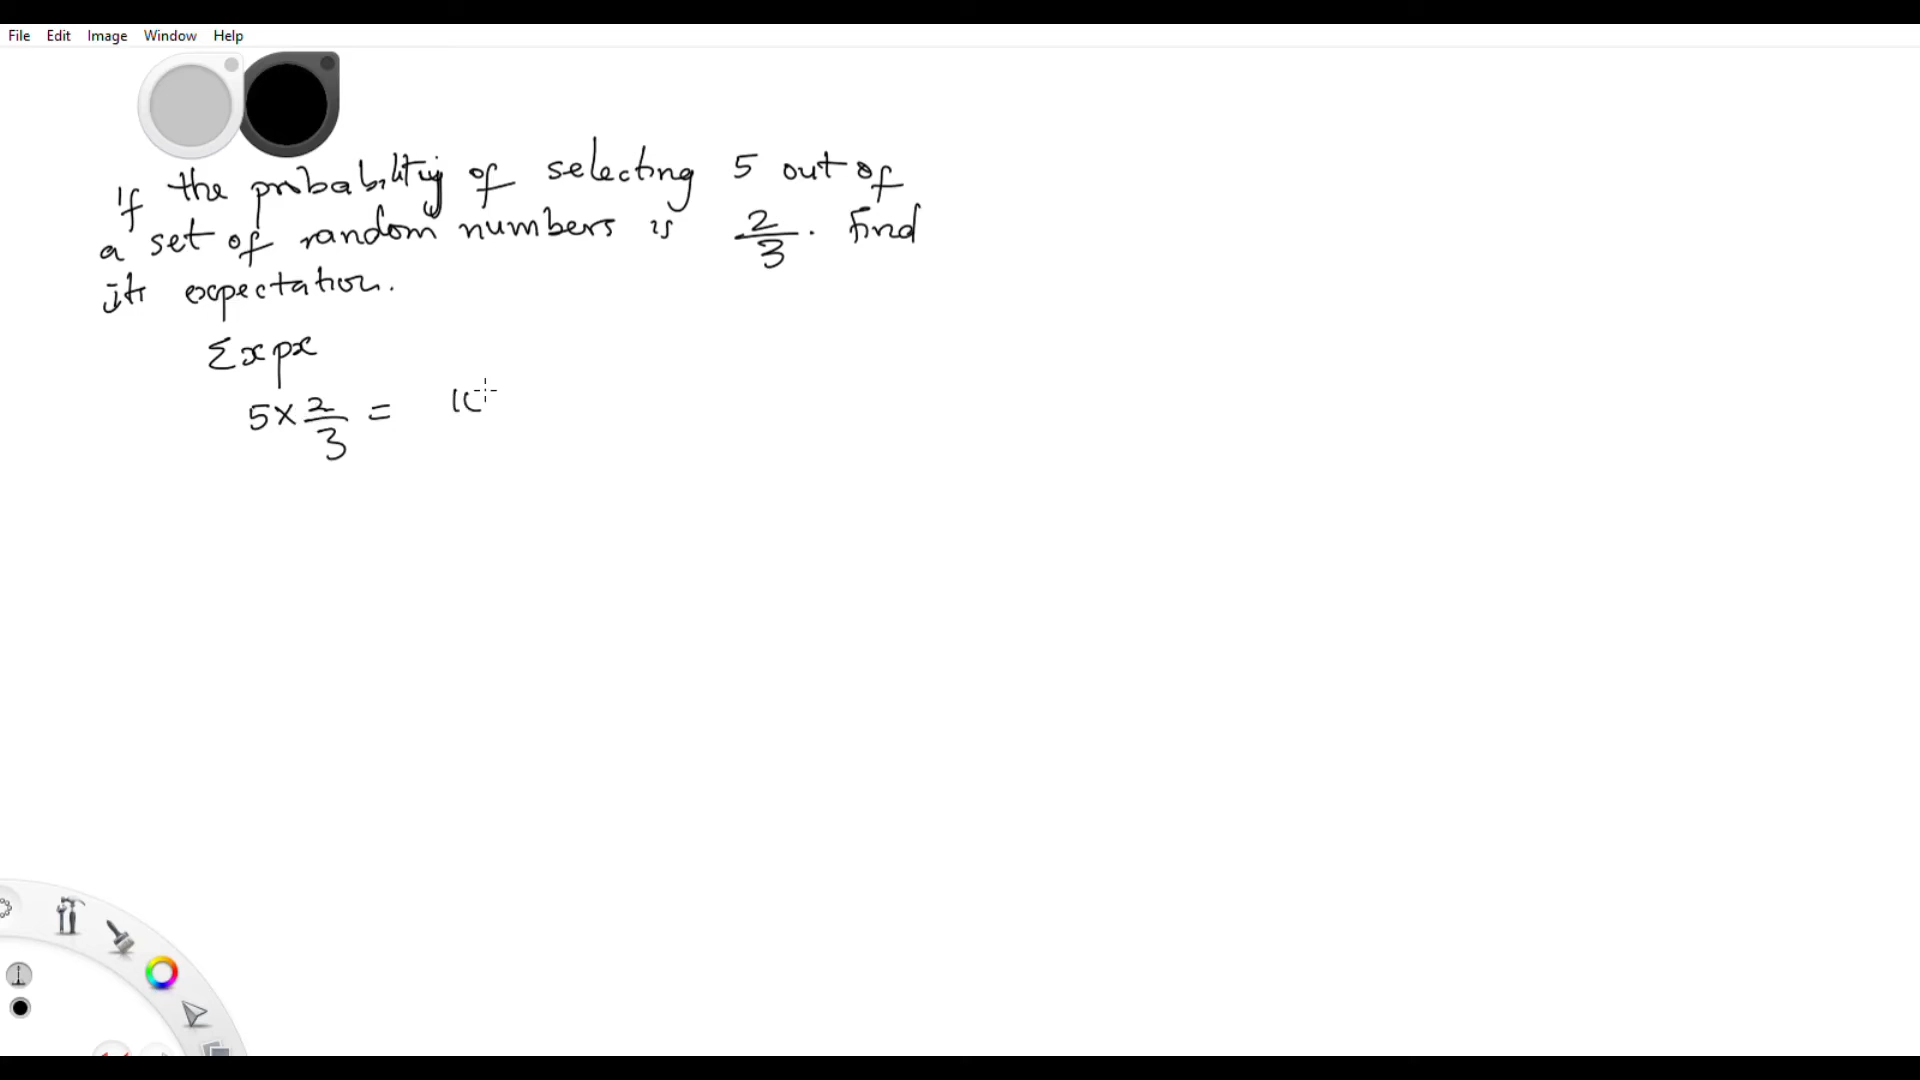 File Edit Image Window Help
If the probability of selecting 5 out of
a set of random numbers is 2/3. Find
its expectation.
Σxpx
5 × 2/3 = 10